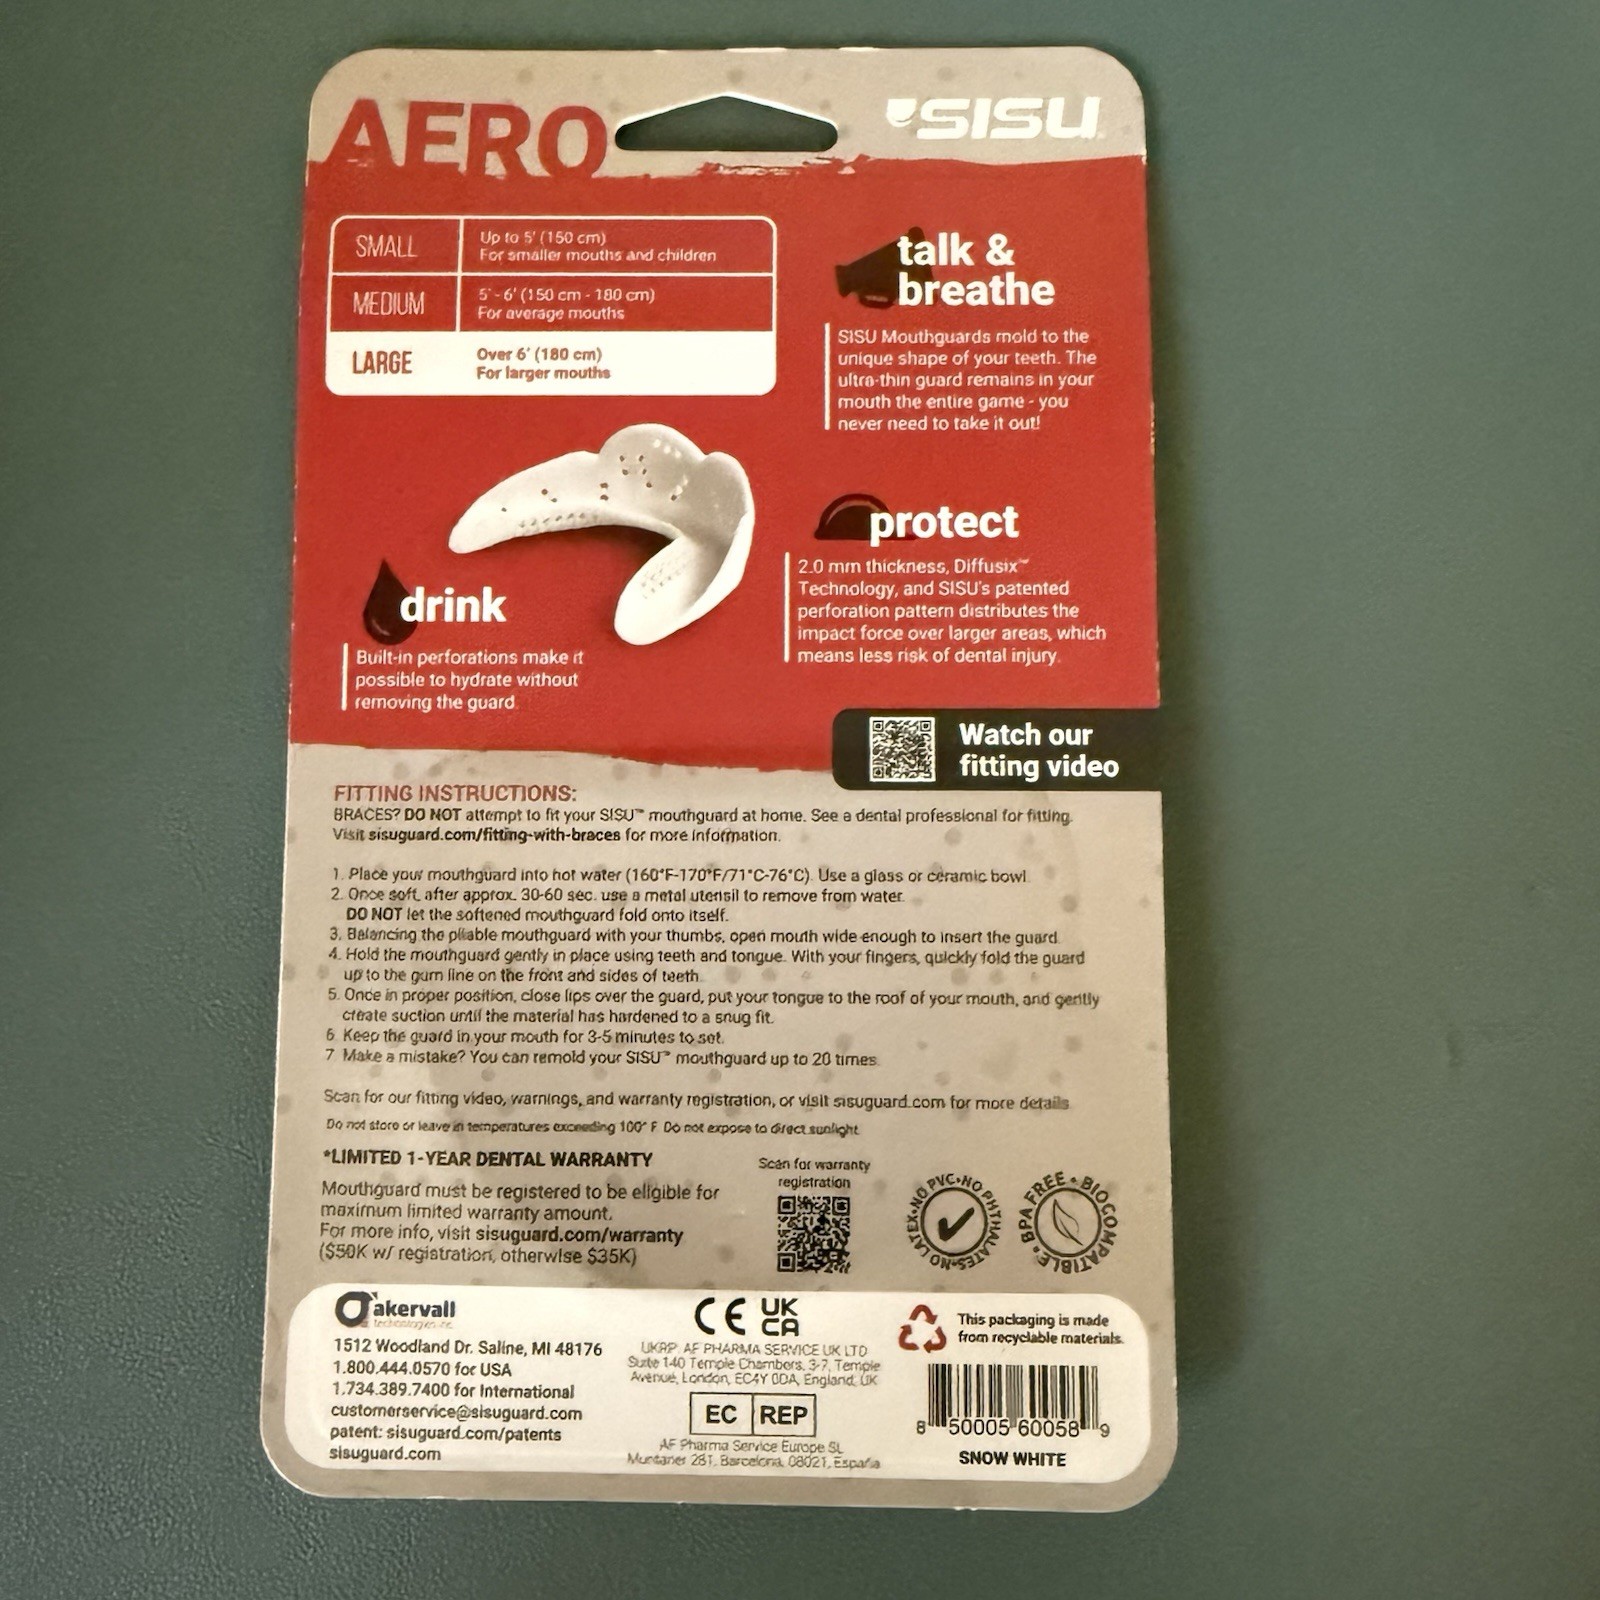 AERO
SISU
SMALL
Up to 5' (150 cm)
For smaller mouths and children
MEDIUM
5' - 6' (150 cm - 180 cm)
For average mouths
LARGE
Over 6' (180 cm)
For larger mouths
talk &
breathe
SISU Mouthguards mold to the
unique shape of your teeth. The
ultra-thin guard remains in your
mouth the entire game - you
never need to take it out!
protect
2.0 mm thickness, Diffusix™
Technology, and SISU's patented
perforation pattern distributes the
impact force over larger areas, which
means less risk of dental injury.
drink
Built-in perforations make it
possible to hydrate without
removing the guard.
Watch our
fitting video
FITTING INSTRUCTIONS:
BRACES? DO NOT attempt to fit your SISU™ mouthguard at home. See a dental professional for fitting.
Visit sisuguard.com/fitting-with-braces for more information.
1. Place your mouthguard into hot water (160°F-170°F/71°C-76°C). Use a glass or ceramic bowl.
2. Once soft, after approx. 30-60 sec. use a metal utensil to remove from water.
DO NOT let the softened mouthguard fold onto itself.
3. Balancing the pliable mouthguard with your thumbs, open mouth wide enough to insert the guard.
4. Hold the mouthguard gently in place using teeth and tongue. With your fingers, quickly fold the guard
up to the gum line on the front and sides of teeth.
5. Once in proper position, close lips over the guard, put your tongue to the roof of your mouth, and gently
create suction until the material has hardened to a snug fit.
6. Keep the guard in your mouth for 3-5 minutes to set.
7. Make a mistake? You can remold your SISU™ mouthguard up to 20 times.
Scan for our fitting video, warnings, and warranty registration, or visit sisuguard.com for more details.
Do not store or leave in temperatures exceeding 100° F. Do not expose to direct sunlight.
*LIMITED 1-YEAR DENTAL WARRANTY
Mouthguard must be registered to be eligible for
maximum limited warranty amount.
For more info, visit sisuguard.com/warranty
($50K w/ registration, otherwise $35K)
Scan for warranty
registration
NO LATEX•NO PVC•NO PHTHALATES•
BPA FREE • BIOCOMPATIBLE •
akervall
technologies inc.
1512 Woodland Dr. Saline, MI 48176
1.800.444.0570 for USA
1.734.389.7400 for International
customerservice@sisuguard.com
patent: sisuguard.com/patents
sisuguard.com
CE UK
CA
UKRP: AF PHARMA SERVICE UK LTD
Suite 140 Temple Chambers, 3-7, Temple
Avenue, London, EC4Y 0DA, England, UK
EC REP
AF Pharma Service Europe SL
Muntaner 281, Barcelona, 08021, España
This packaging is made
from recyclable materials.
8 50005 60058 9
SNOW WHITE